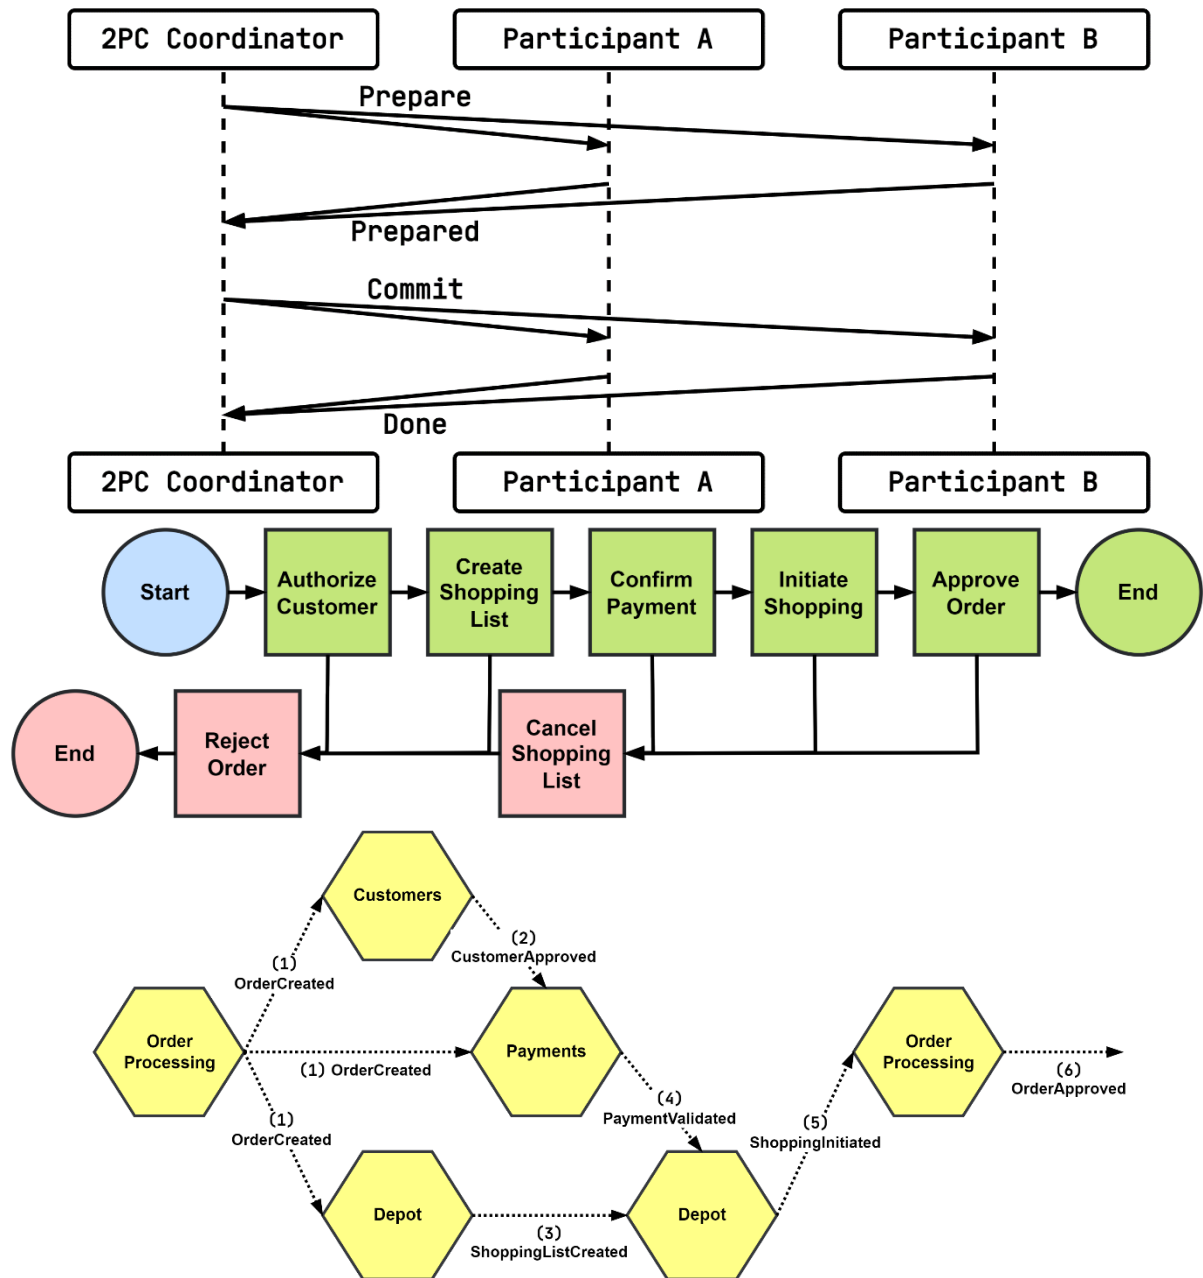 2PC Coordinator
Participant A
Participant B
Prepare
Prepared
Commit
Done
2PC Coordinator
Participant A
Participant B
Start
Authorize
Customer
Create
Shopping
List
Confirm
Payment
Initiate
Shopping
Approve
Order
End
End
Reject
Order
Cancel
Shopping
List
Customers
(2)
CustomerApproved
(1)
OrderCreated
Order
Processing
(1) OrderCreated
Payments
Order
Processing
(6)
OrderApproved
(4)
PaymentValidated
(1)
OrderCreated
(5)
ShoppingInitiated
Depot
(3)
ShoppingListCreated
Depot